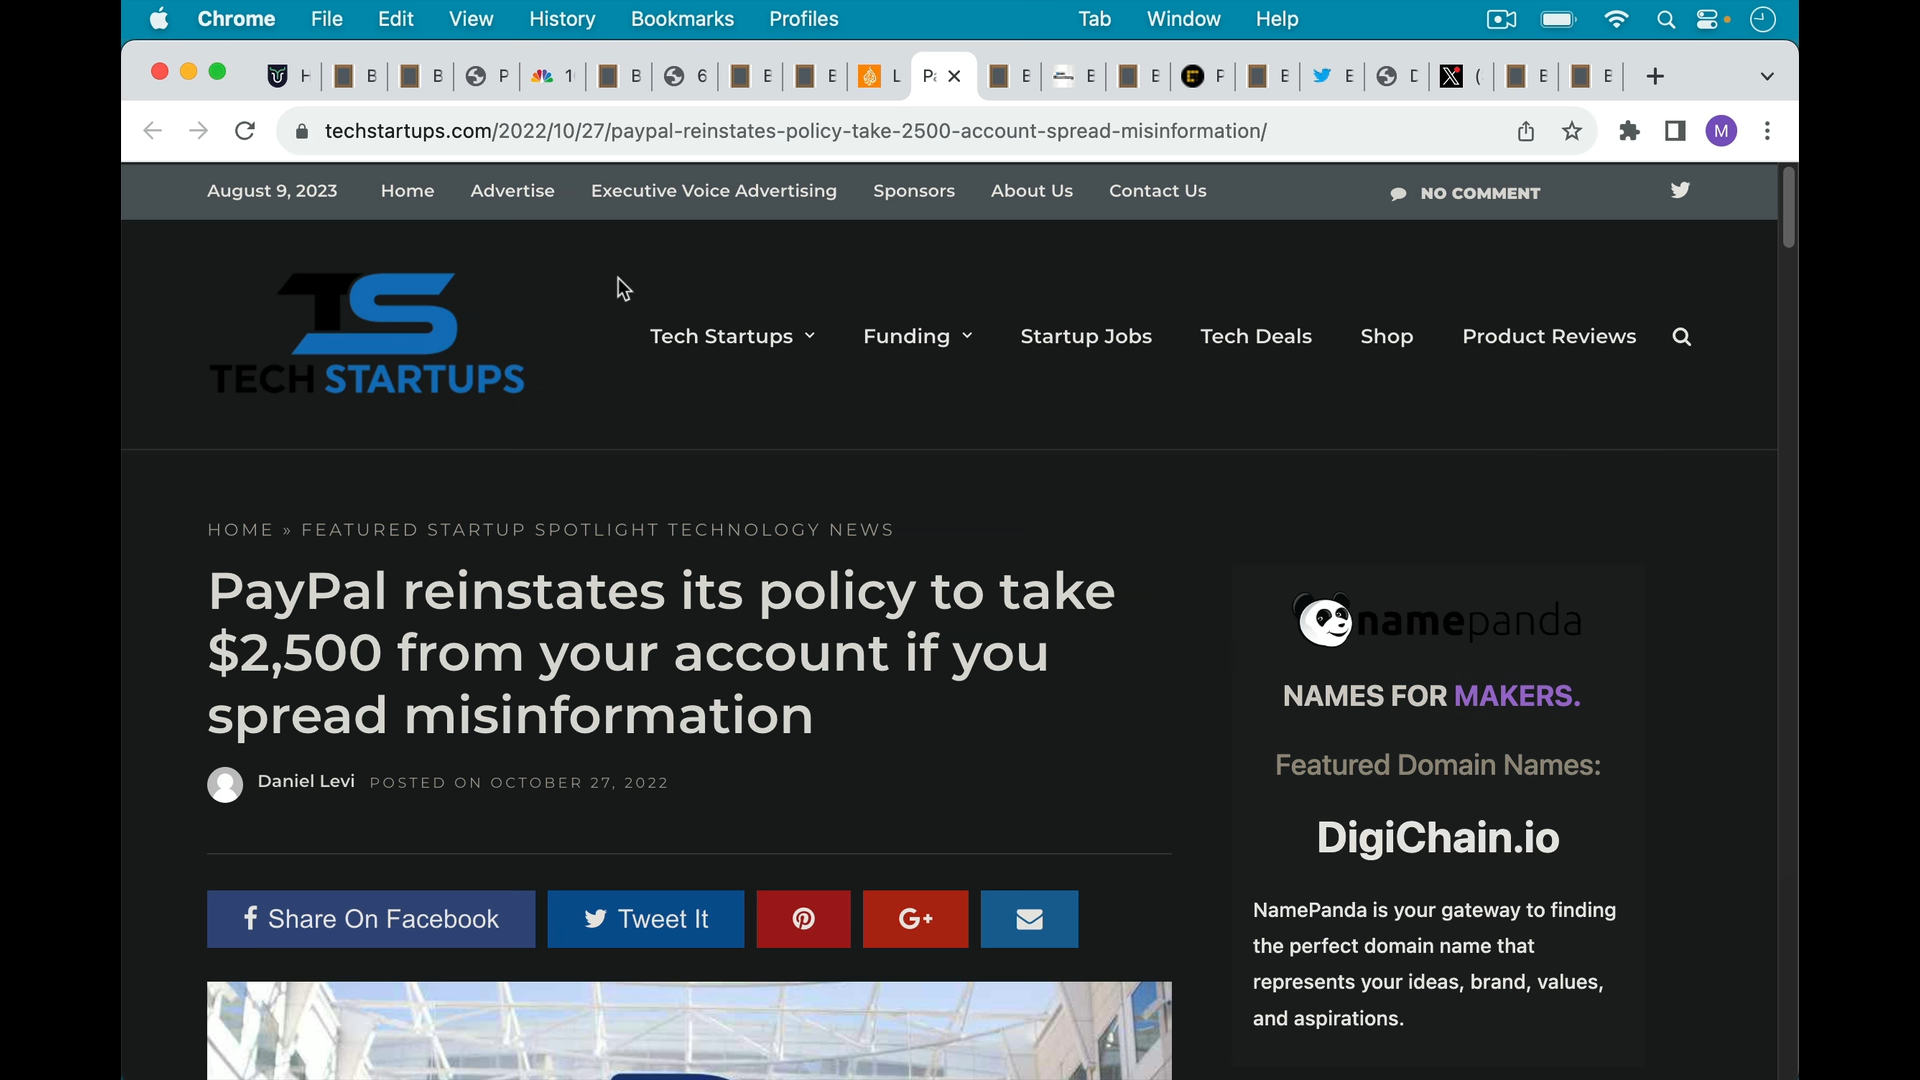 Chrome File Edit View History Bookmarks Profiles Tab Window Help
H B B P 1 B 6 B B L Pa B B B P B E D ( B B
techstartups.com/2022/10/27/paypal-reinstates-policy-take-2500-account-spread-misinformation/
M
August 9, 2023 Home Advertise Executive Voice Advertising Sponsors About Us Contact Us NO COMMENT
TS
TECH STARTUPS
Tech Startups Funding Startup Jobs Tech Deals Shop Product Reviews
HOME » FEATURED STARTUP SPOTLIGHT TECHNOLOGY NEWS
PayPal reinstates its policy to take
$2,500 from your account if you
spread misinformation
Daniel Levi POSTED ON OCTOBER 27, 2022
Share On Facebook Tweet It G+
namepanda
NAMES FOR MAKERS.
Featured Domain Names:
DigiChain.io
NamePanda is your gateway to finding
the perfect domain name that
represents your ideas, brand, values,
and aspirations.